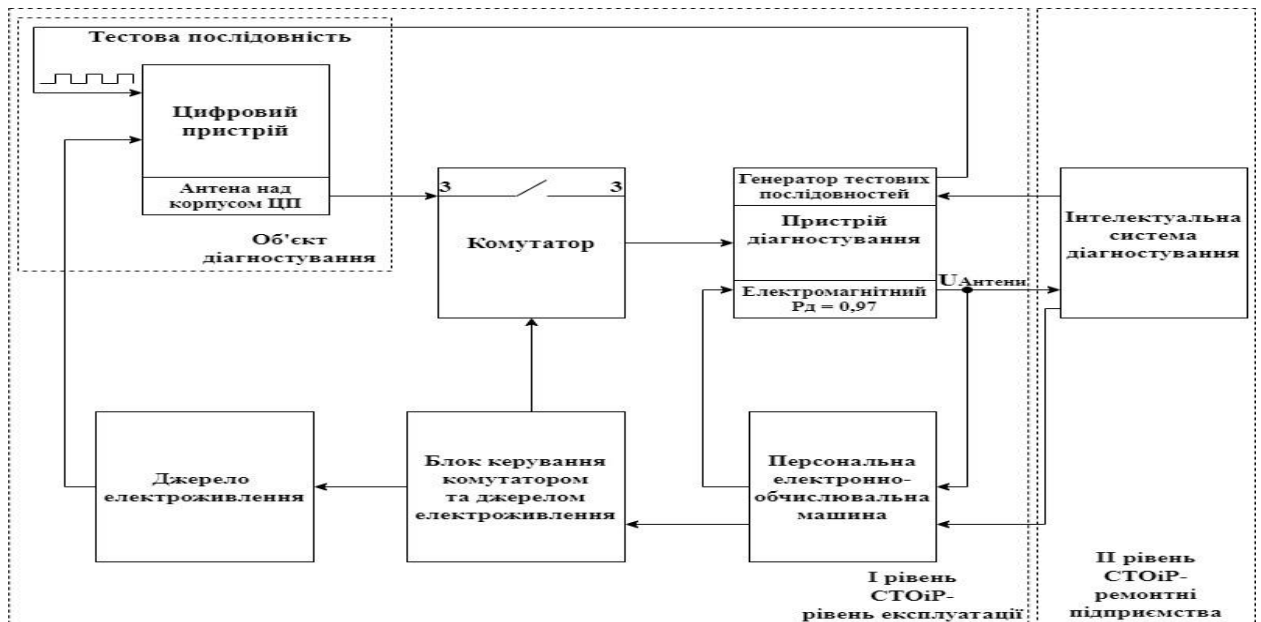 Тестова послідовність
Цифровий
пристрій
Антена над
корпусом ЦП
Об'єкт
діагностування
3
3
Комутатор
Генератор тестових
послідовностей
Пристрій
діагностування
Електромагнітний
Рд = 0,97
UАнтени
Інтелектуальна
система
діагностування
Джерело
електроживлення
Блок керування
комутатором
та джерелом
електроживлення
Персональна
електронно-
обчислювальна
машина
І рівень
СТОіР-
рівень експлуатації
ІІ рівень
СТОіР-
ремонтні
підприємства